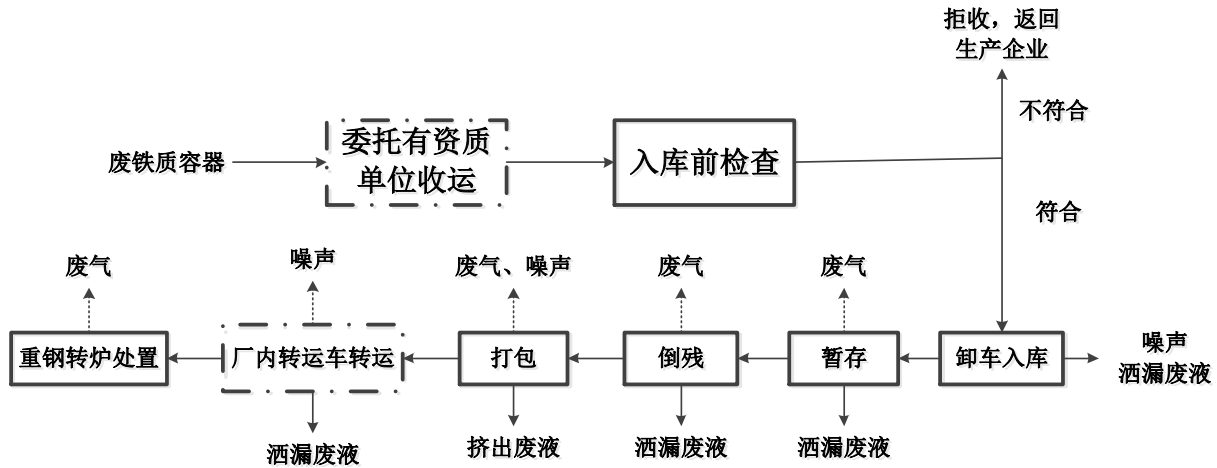 拒收，返回
生产企业
不符合
废铁质容器
委托有资质
单位收运
入库前检查
符合
废气
噪声
废气、噪声
废气
废气
重钢转炉处置
厂内转运车转运
打包
倒残
暂存
卸车入库
噪声
洒漏废液
洒漏废液
挤出废液
洒漏废液
洒漏废液